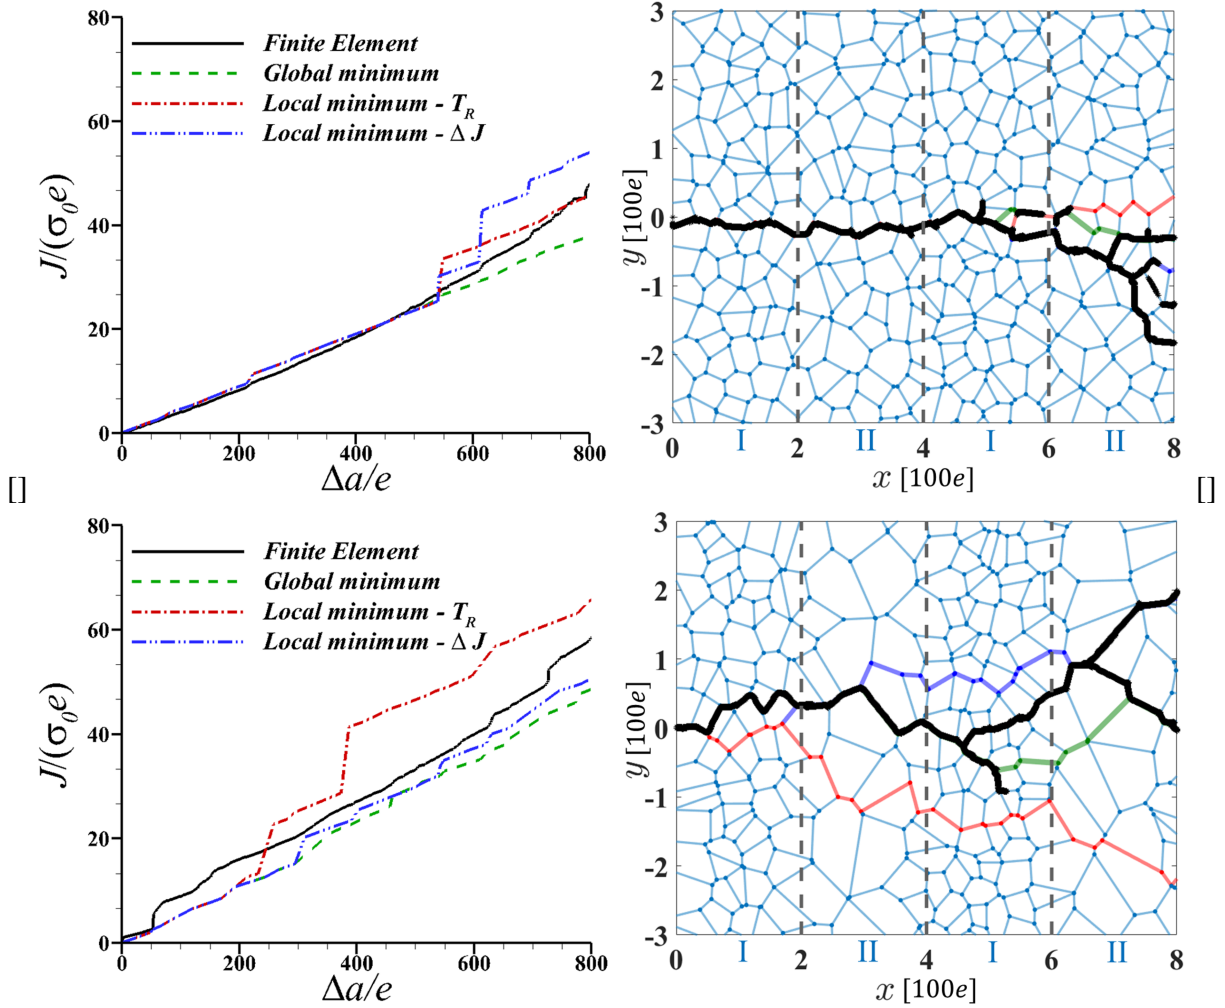 80
60
40
20
0
J/(σ₀e)
Finite Element
Global minimum
Local minimum - T_R
Local minimum - Δ J
0 200 400 600 800
Δa/e
3
2
1
0
-1
-2
-3
y [100e]
I II I II
0 2 4 6 8
x [100e]
[] []
80
60
40
20
0
J/(σ₀e)
Finite Element
Global minimum
Local minimum - T_R
Local minimum - Δ J
0 200 400 600 800
Δa/e
3
2
1
0
-1
-2
-3
y [100e]
I II I II
0 2 4 6 8
x [100e]